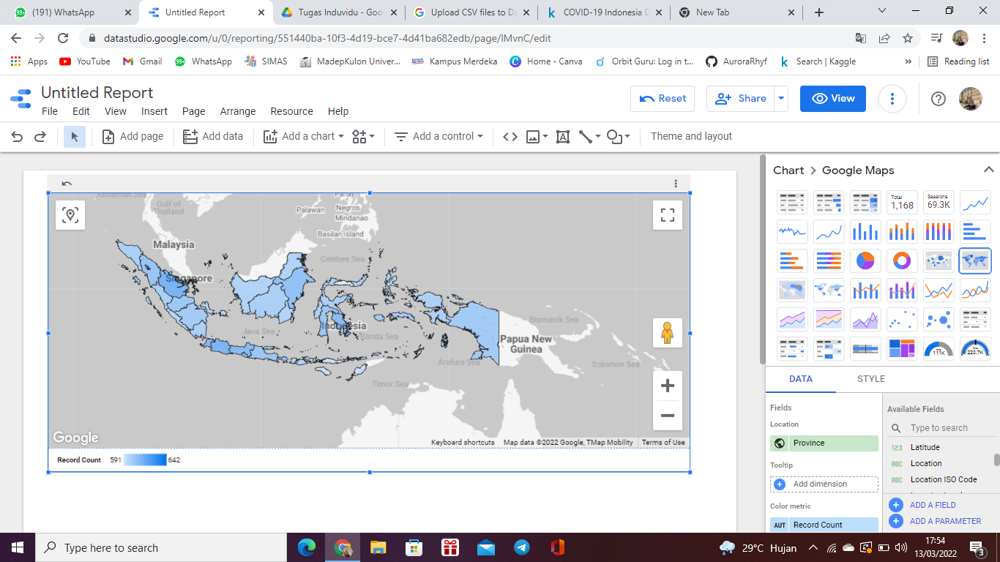 (191) WhatsApp
Untitled Report
Tugas Induvidu - Goo
Upload CSV files to Da
COVID-19 Indonesia D
New Tab
datastudio.google.com/u/0/reporting/551440ba-10f3-4d19-bce7-4d41ba682edb/page/lMvnC/edit
Apps
YouTube
Gmail
99+
WhatsApp
SIMAS
MadepKulon Univer...
Kampus Merdeka
Home - Canva
Orbit Guru: Log in t...
AuroraRhyf
Search | Kaggle
»
Reading list
Untitled Report
Reset
Share
View
File
Edit
View
Insert
Page
Arrange
Resource
Help
Add page
Add data
Add a chart
Add a control
Theme and layout
Andaman Sea
Gulf of
Thailand
Palawan
Panay
Negros
Mindanao
Basilan Island
Malaysia
Celebes Sea
Singapore
Indonesia
Java Sea
Banda Sea
Bismarck Sea
Papua New
Guinea
Arafura Sea
Solomon Sea
Timor Sea
Google
Keyboard shortcuts
Map data ©2022 Google, TMap Mobility
Terms of Use
Record Count
591
642
Chart
Google Maps
Total
1,168
Sessions
69.3K
111K
220.7K
DATA
STYLE
Fields
Location
Province
Tooltip
Add dimension
Color metric
AUT
Record Count
Available Fields
Type to search
123
Latitude
ABC
Location
ABC
Location ISO Code
ADD A FIELD
ADD A PARAMETER
Type here to search
29°C Hujan
17:54
13/03/2022
3